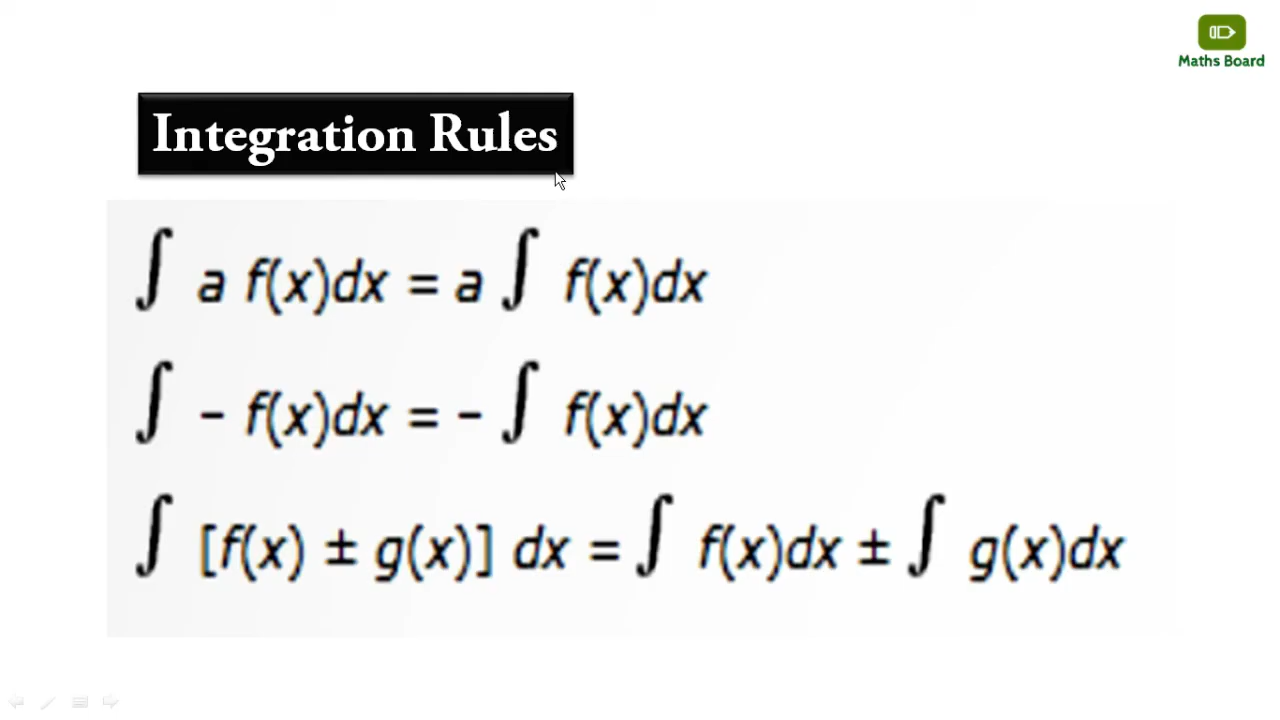 Maths Board
Integration Rules
∫ a f(x)dx = a ∫ f(x)dx
∫ - f(x)dx = - ∫ f(x)dx
∫ [f(x) ± g(x)] dx = ∫ f(x)dx ± ∫ g(x)dx